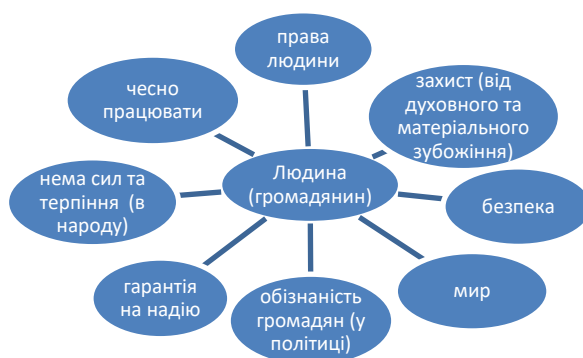 права
людини
захист (від
духовного та
матеріального
зубожіння)
безпека
мир
обізнаність
громадян (у
політиці)
гарантія
на надію
нема сил та
терпіння (в
народу)
чесно
працювати
Людина
(громадянин)